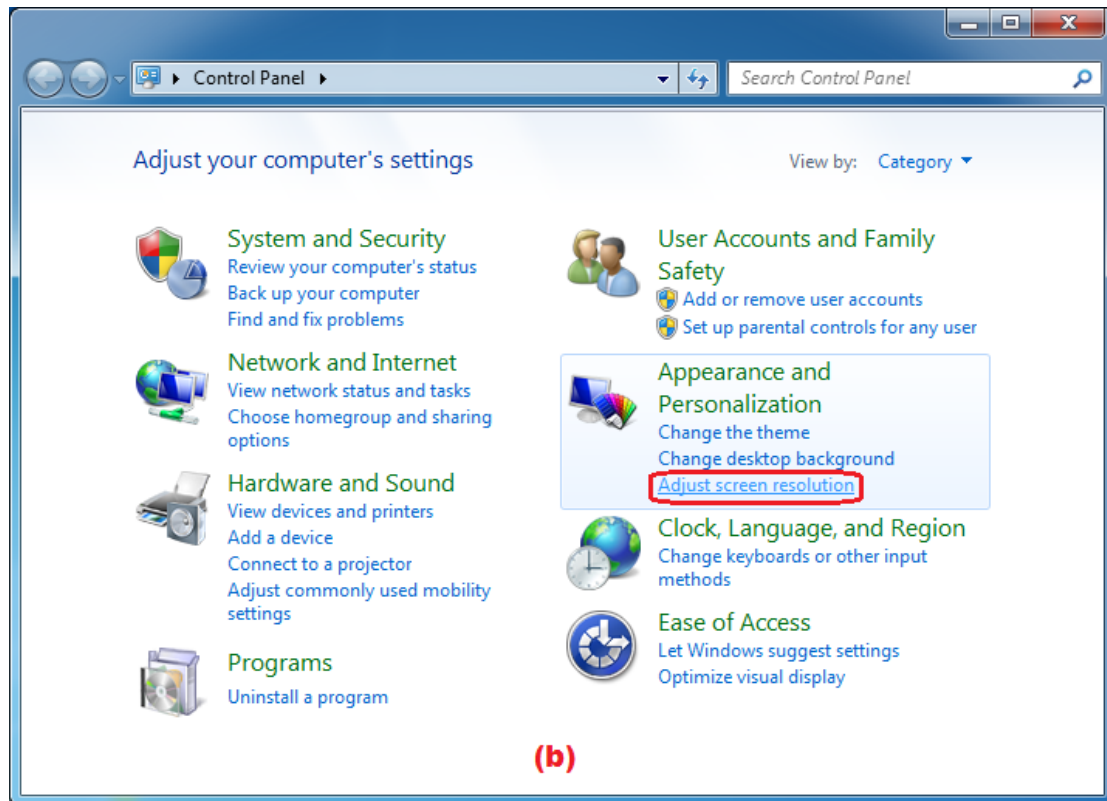 Control Panel
Search Control Panel
Adjust your computer's settings
View by: Category
System and Security
Review your computer's status
Back up your computer
Find and fix problems
Network and Internet
View network status and tasks
Choose homegroup and sharing
options
Hardware and Sound
View devices and printers
Add a device
Connect to a projector
Adjust commonly used mobility
settings
Programs
Uninstall a program
User Accounts and Family
Safety
Add or remove user accounts
Set up parental controls for any user
Appearance and
Personalization
Change the theme
Change desktop background
Adjust screen resolution
Clock, Language, and Region
Change keyboards or other input
methods
Ease of Access
Let Windows suggest settings
Optimize visual display
(b)